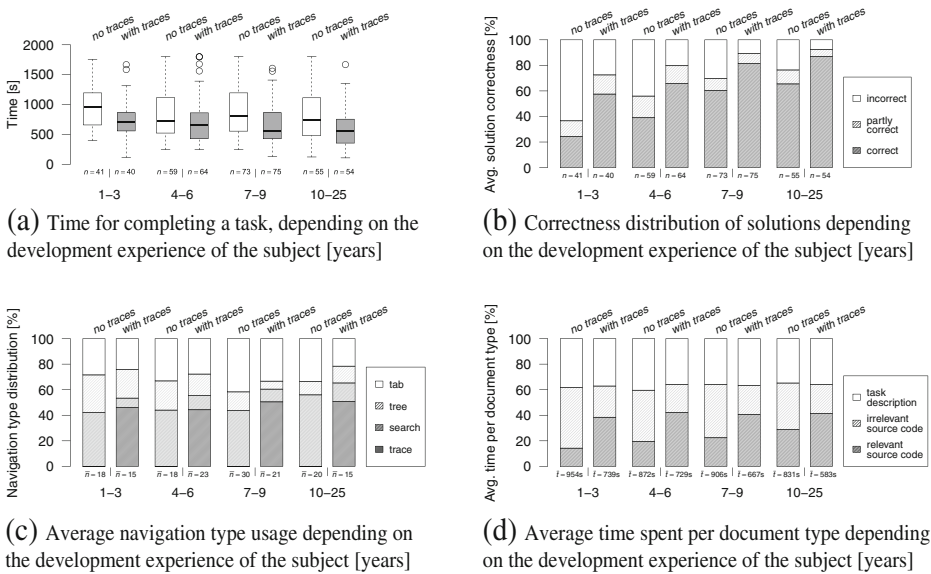 no traces with traces no traces with traces no traces with traces no traces with traces
2000
1500
1000
500
0
Time [s]
n = 41 n = 40 n = 59 n = 64 n = 73 n = 75 n = 55 n = 54
1–3 4–6 7–9 10–25
(a) Time for completing a task, depending on the
development experience of the subject [years]
no traces with traces no traces with traces no traces with traces no traces with traces
100
80
60
40
20
0
Avg. solution correctness [%]
incorrect
partly
correct
correct
n = 41 n = 40 n = 59 n = 64 n = 73 n = 75 n = 55 n = 54
1–3 4–6 7–9 10–25
(b) Correctness distribution of solutions depending
on the development experience of the subject [years]
no traces with traces no traces with traces no traces with traces no traces with traces
100
80
60
40
20
0
Navigation type distribution [%]
tab
tree
search
trace
n̄ = 18 n̄ = 15 n̄ = 18 n̄ = 23 n̄ = 30 n̄ = 21 n̄ = 20 n̄ = 15
1–3 4–6 7–9 10–25
(c) Average navigation type usage depending on
the development experience of the subject [years]
no traces with traces no traces with traces no traces with traces no traces with traces
100
80
60
40
20
0
Avg. time per document type [%]
task
description
irrelevant
source code
relevant
source code
t̄ = 954s t̄ = 739s t̄ = 872s t̄ = 729s t̄ = 906s t̄ = 667s t̄ = 831s t̄ = 583s
1–3 4–6 7–9 10–25
(d) Average time spent per document type depending
on the development experience of the subject [years]